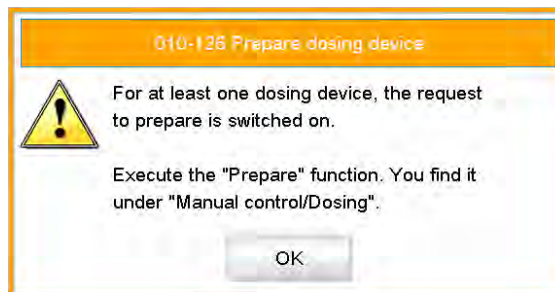 010-126 Prepare dosing device
For at least one dosing device, the request
to prepare is switched on.
Execute the "Prepare" function. You find it
under "Manual control/Dosing".
OK